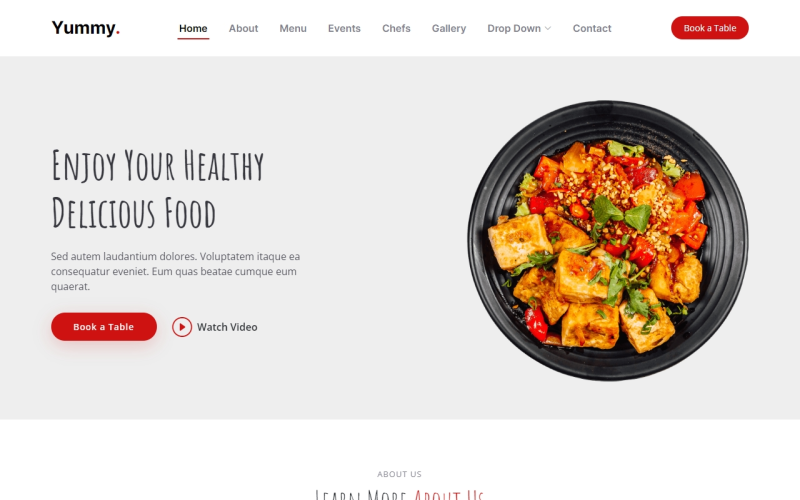 Yummy.
Home About Menu Events Chefs Gallery Drop Down Contact
Book a Table
Enjoy Your Healthy
Delicious Food
Sed autem laudantium dolores. Voluptatem itaque ea
consequatur eveniet. Eum quas beatae cumque eum
quaerat.
Book a Table
Watch Video
ABOUT US
Learn More About Us